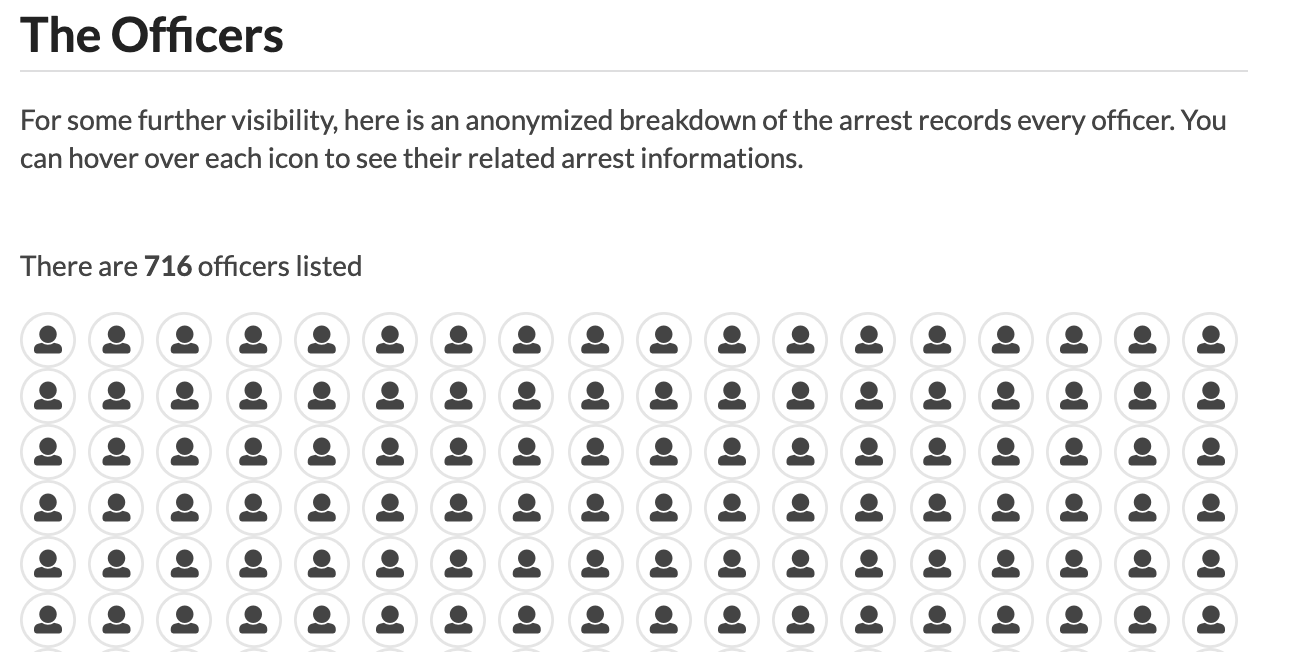 The Officers
For some further visibility, here is an anonymized breakdown of the arrest records every officer. You
can hover over each icon to see their related arrest informations.
There are 716 officers listed